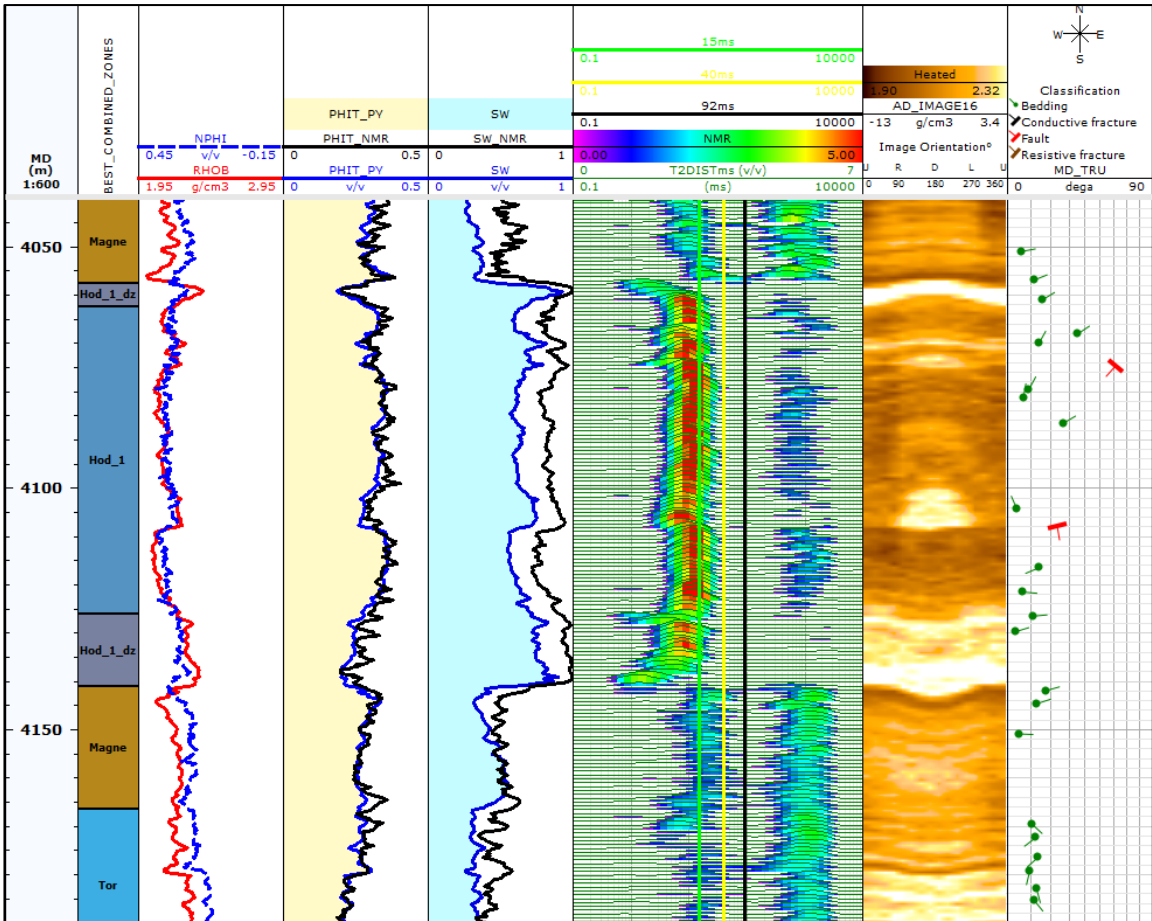 MD
(m)
1:600
BEST_COMBINED_ZONES
NPHI
0.45 v/v -0.15
RHOB
1.95 g/cm3 2.95
PHIT_PY
PHIT_NMR
0 0.5
PHIT_PY
0 v/v 0.5
SW
SW_NMR
0 1
SW
0 v/v 1
15ms
0.1 10000
40ms
0.1 10000
92ms
0.1 10000
NMR
0.00 5.00
0 T2DISTms (v/v) 7
0.1 (ms) 10000
Heated
1.90 2.32
AD_IMAGE16
-13 g/cm3 3.4
Image Orientation°
U R D L U
0 90 180 270 360
N
W E
S
Classification
Bedding
Conductive fracture
Fault
Resistive fracture
MD_TRU
0 dega 90
4050
4100
4150
Magne
Hod_1_dz
Hod_1
Hod_1_dz
Magne
Tor